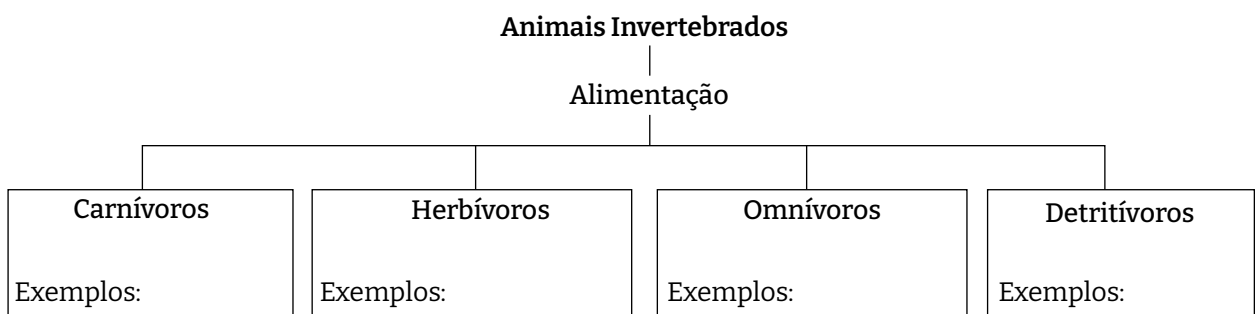 Animais Invertebrados
Alimentação
Carnívoros
Herbívoros
Omnívoros
Detritívoros
Exemplos:
Exemplos:
Exemplos:
Exemplos: